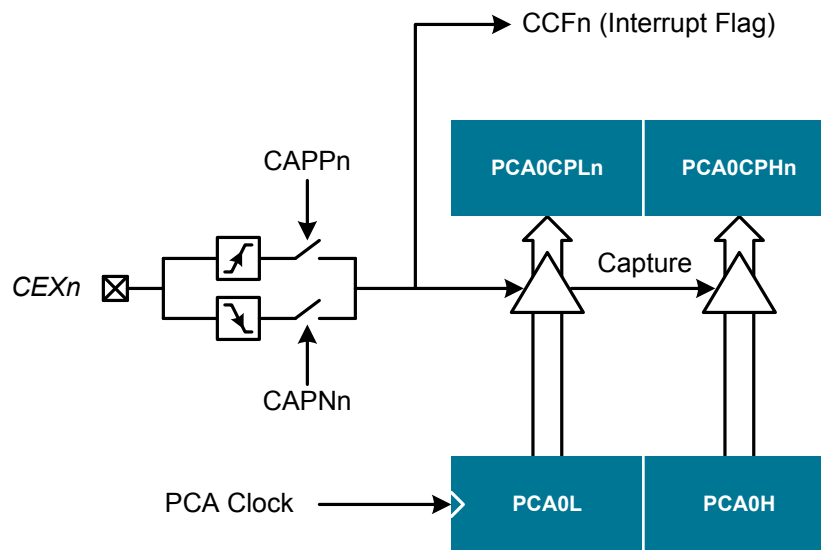 CCFn (Interrupt Flag)
PCA0CPLn
PCA0CPHn
CAPPn
Capture
CEXn
CAPNn
PCA Clock
PCA0L
PCA0H